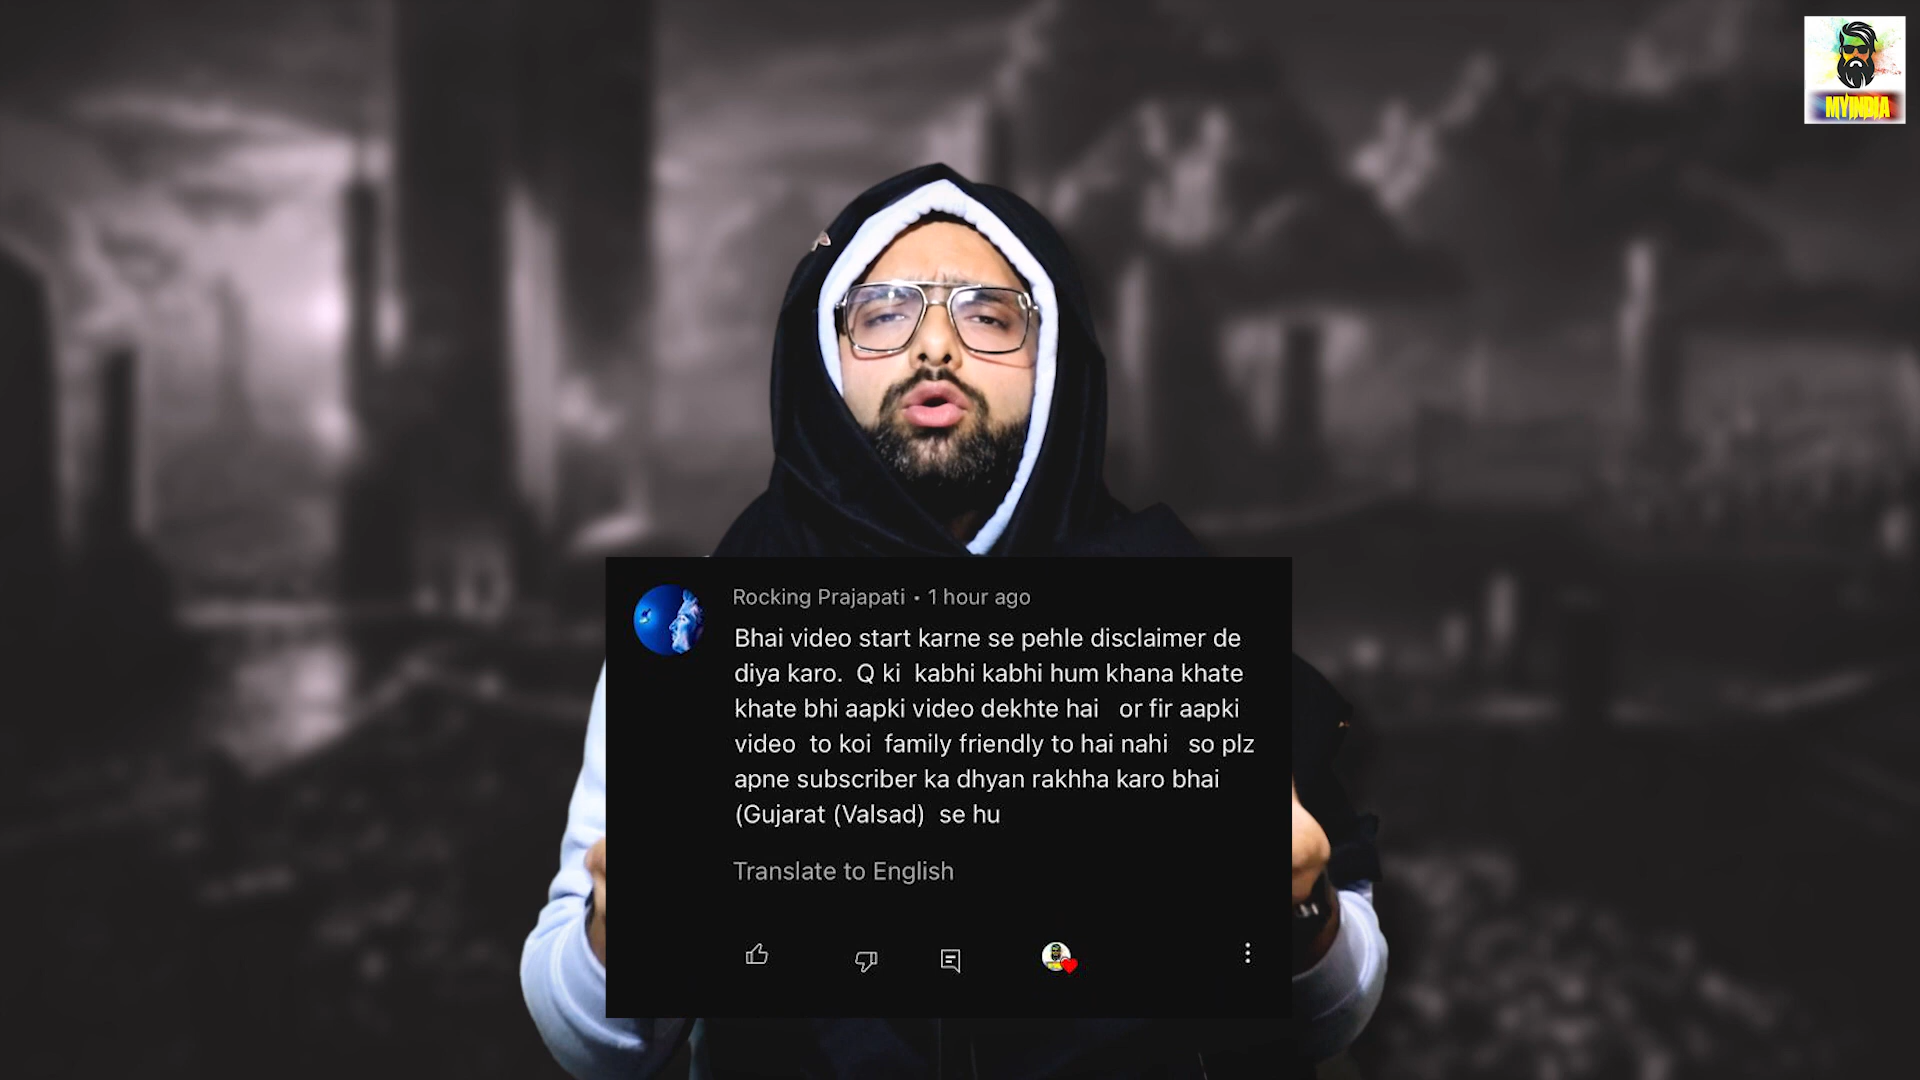 MYINDIA
Rocking Prajapati • 1 hour ago
Bhai video start karne se pehle disclaimer de
diya karo.  Q ki  kabhi kabhi hum khana khate
khate bhi aapki video dekhte hai   or fir aapki
video  to koi  family friendly to hai nahi   so plz
apne subscriber ka dhyan rakhha karo bhai
(Gujarat (Valsad)  se hu
Translate to English